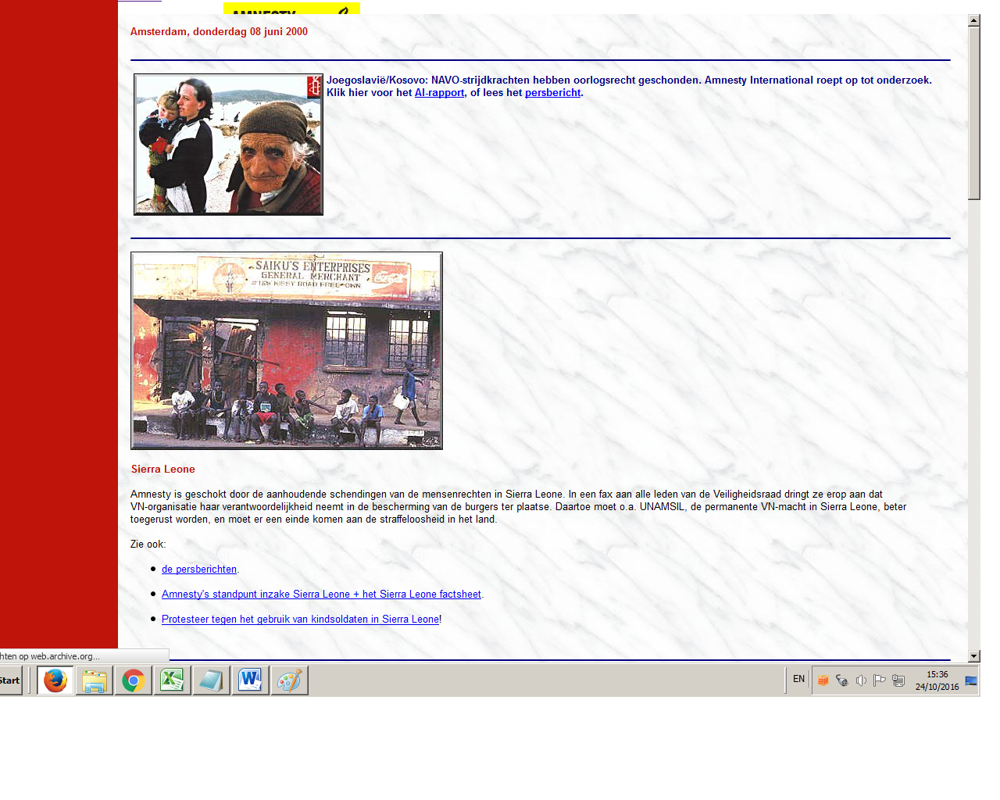 AMNESTY
Amsterdam, donderdag 08 juni 2000
Joegoslavië/Kosovo: NAVO-strijdkrachten hebben oorlogsrecht geschonden. Amnesty International roept op tot onderzoek.
Klik hier voor het AI-rapport, of lees het persbericht.
SAIKU'S ENTERPRISES
GENERAL MERCHANT
KISSY ROAD FREETOWN
Coca-Cola
Sierra Leone
Amnesty is geschokt door de aanhoudende schendingen van de mensenrechten in Sierra Leone. In een fax aan alle leden van de Veiligheidsraad dringt ze erop aan dat
VN-organisatie haar verantwoordelijkheid neemt in de bescherming van de burgers ter plaatse. Daartoe moet o.a. UNAMSIL, de permanente VN-macht in Sierra Leone, beter
toegerust worden, en moet er een einde komen aan de straffeloosheid in het land.
Zie ook:
de persberichten.
Amnesty's standpunt inzake Sierra Leone + het Sierra Leone factsheet.
Protesteer tegen het gebruik van kindsoldaten in Sierra Leone!
hten op web.archive.org...
Start
EN
15:36
24/10/2016